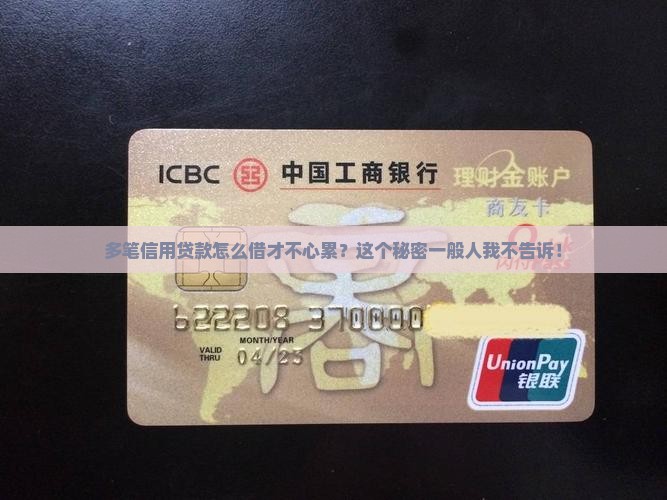 ICBC 中国工商银行 理财金账户
商友卡
多笔信用贷款怎么借才不心累？这个秘密一般人我不告诉！
商
622208 370000
MONTH/YEAR
VALID THRU 04/23
UnionPay
银联